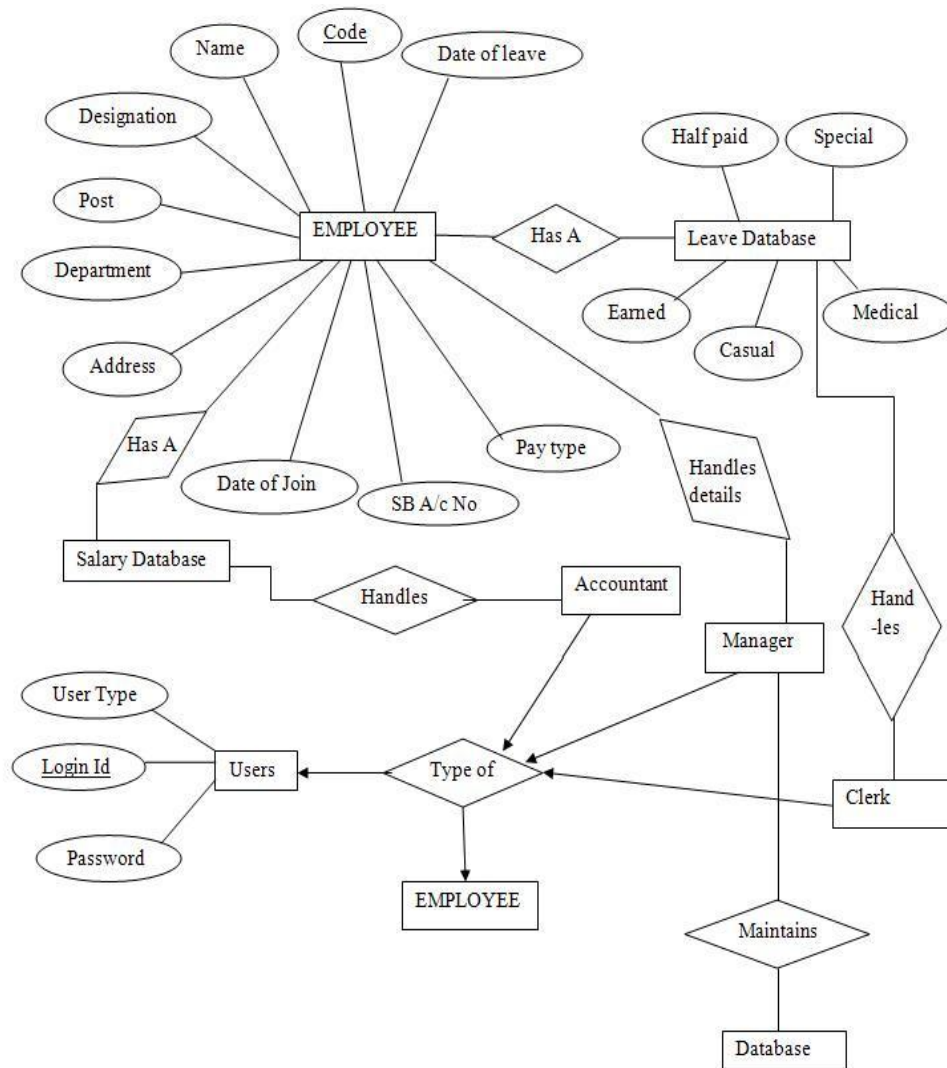 Code
Name
Date of leave
Designation
Half paid
Special
Post
EMPLOYEE
Has A
Leave Database
Department
Earned
Medical
Casual
Address
Has A
Pay type
Handles
details
Date of Join
SB A/c No
Salary Database
Handles
Accountant
Hand
-les
Manager
User Type
Login Id
Users
Type of
Clerk
Password
EMPLOYEE
Maintains
Database